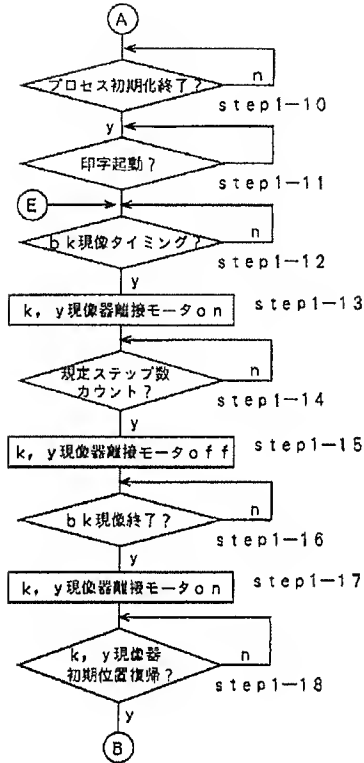 A
プロセス初期化終了?
n
step1-10
y
印字起動?
step1-11
E
bk現像タイミング?
n
step1-12
y
k, y現像器離接モータon
step1-13
規定ステップ数
カウント?
n
step1-14
y
k, y現像器離接モータoff
step1-15
bk現像終了?
n
step1-16
y
k, y現像器離接モータon
step1-17
k, y現像器
初期位置復帰?
n
step1-18
y
B